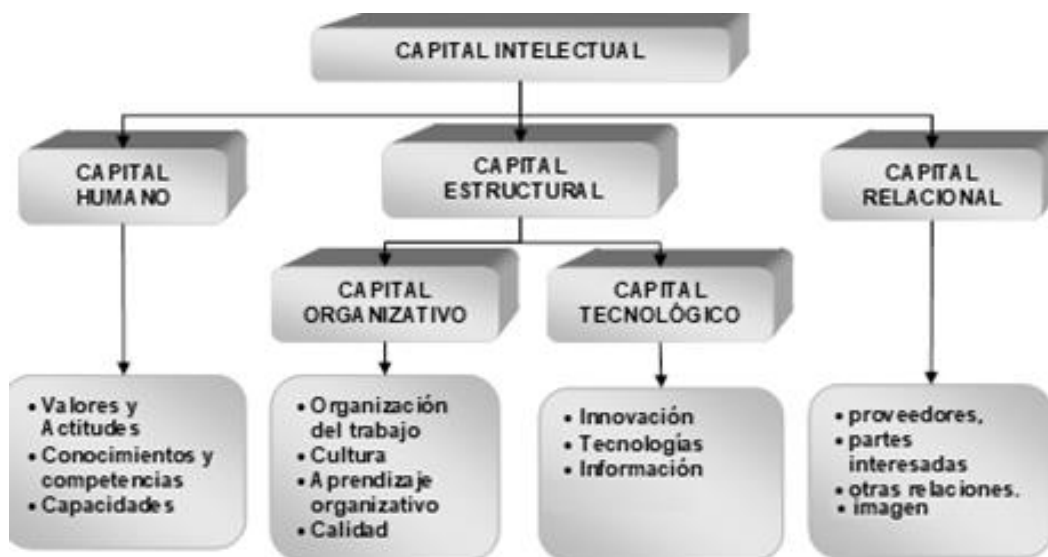 CAPITAL INTELECTUAL
CAPITAL
HUMANO
CAPITAL
ESTRUCTURAL
CAPITAL
RELACIONAL
CAPITAL
ORGANIZATIVO
CAPITAL
TECNOLÓGICO
• Valores y
Actitudes
• Conocimientos y
competencias
• Capacidades
• Organización
del trabajo
• Cultura
• Aprendizaje
organizativo
• Calidad
• Innovación
• Tecnologías
• Información
• proveedores,
• partes
interesadas
• otras relaciones.
• imagen